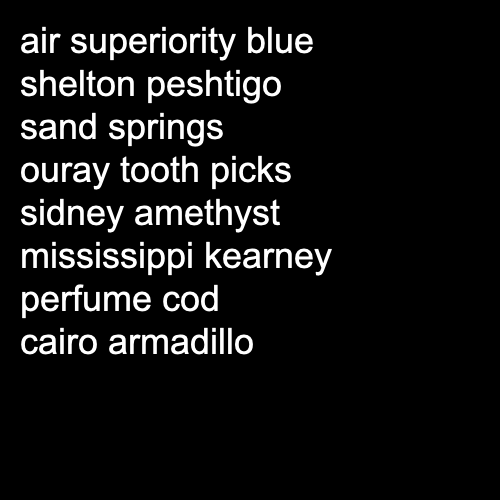 air superiority blue
shelton peshtigo
sand springs
ouray tooth picks
sidney amethyst
mississippi kearney
perfume cod
cairo armadillo